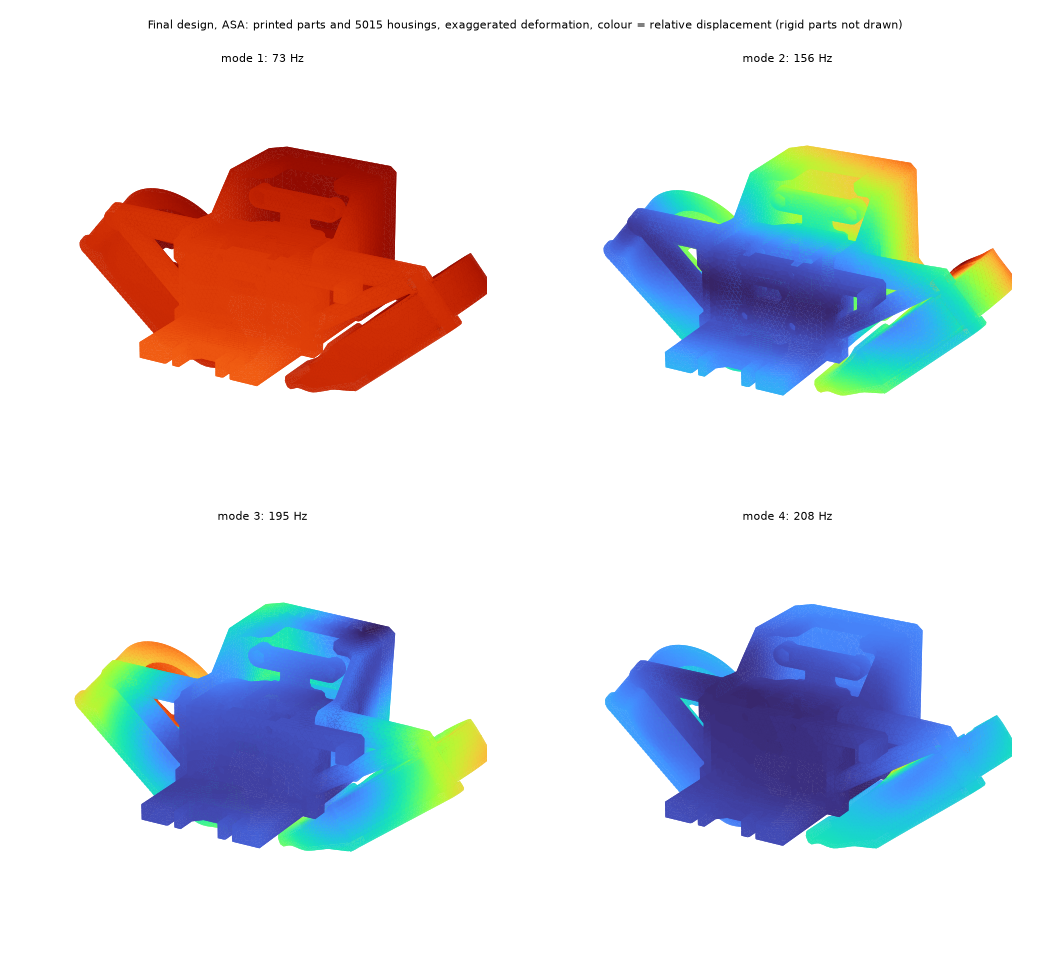 Final design, ASA: printed parts and 5015 housings, exaggerated deformation, colour = relative displacement (rigid parts not drawn)
mode 1: 73 Hz
mode 2: 156 Hz
mode 3: 195 Hz
mode 4: 208 Hz